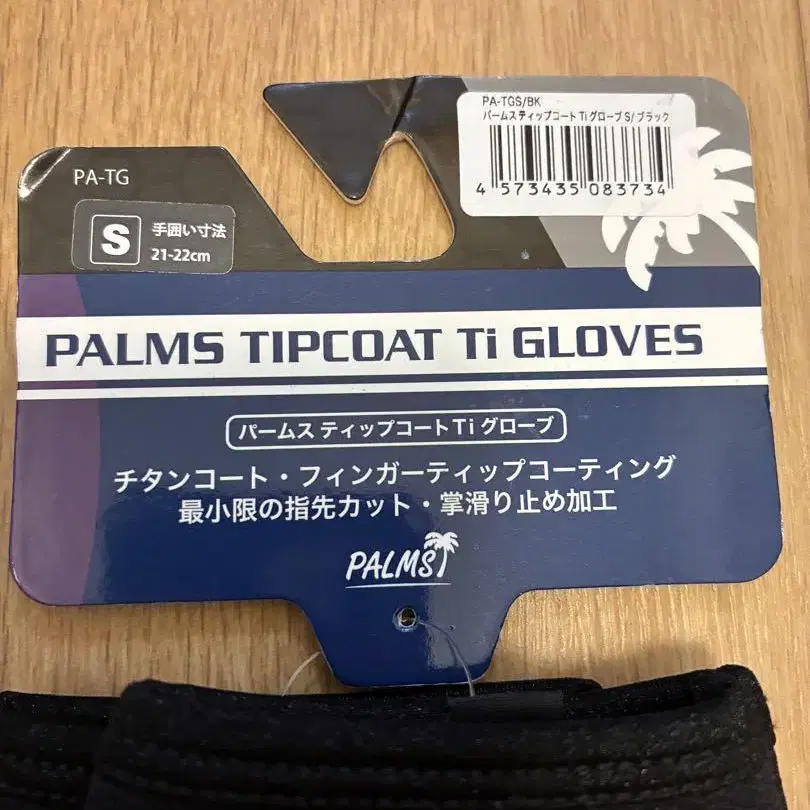 PA-TGS/BK
パームスティップコート Ti グローブ S/ ブラック
4 573435 083734
PA-TG
S 手囲い寸法
21-22cm
PALMS TIPCOAT Ti GLOVES
パームス ティップコートTi グローブ
チタンコート・フィンガーティップコーティング
最小限の指先カット・掌滑り止め加工
PALMS